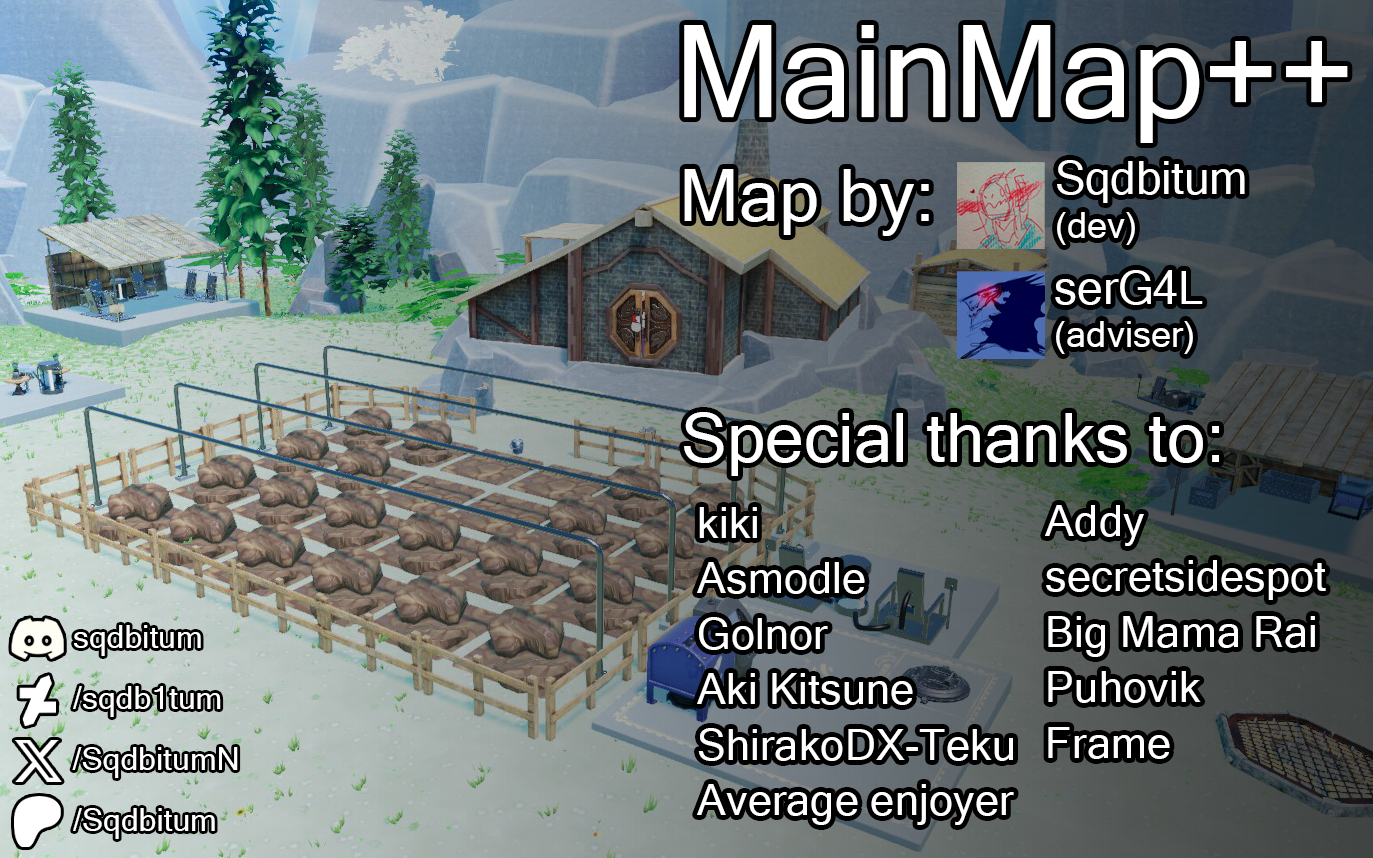 MainMap++
Map by:
Sqdbitum
(dev)
serG4L
(adviser)
Special thanks to:
kiki
Asmodle
Golnor
Aki Kitsune
ShirakoDX-Teku
Average enjoyer
Addy
secretsidespot
Big Mama Rai
Puhovik
Frame
sqdbitum
/sqdb1tum
/SqdbitumN
/Sqdbitum